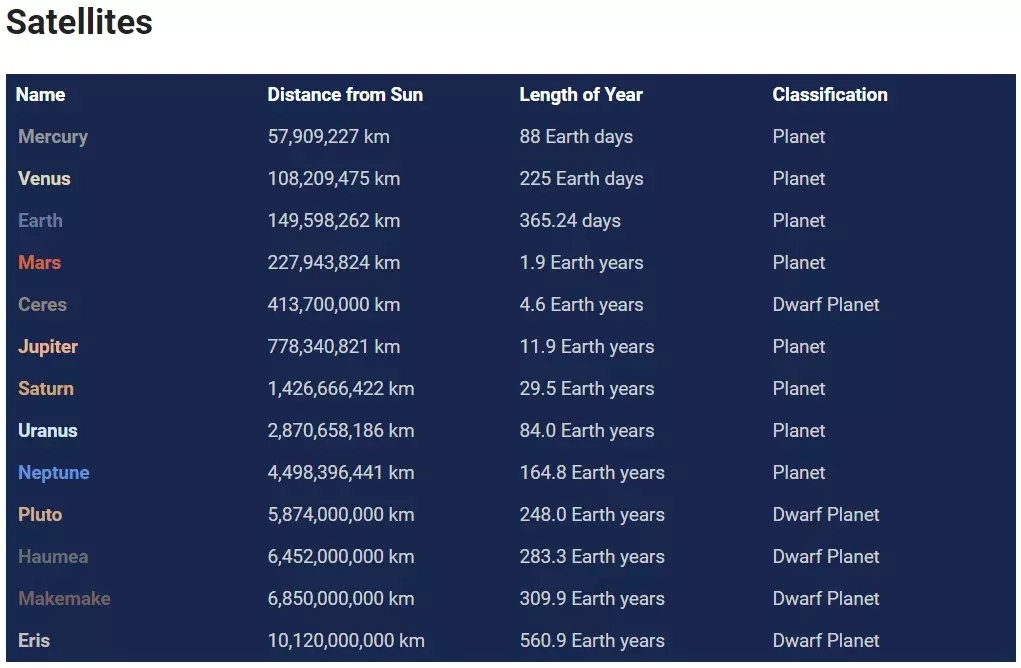 Satellites
Name Distance from Sun Length of Year Classification
Mercury 57,909,227 km 88 Earth days Planet
Venus 108,209,475 km 225 Earth days Planet
Earth 149,598,262 km 365.24 days Planet
Mars 227,943,824 km 1.9 Earth years Planet
Ceres 413,700,000 km 4.6 Earth years Dwarf Planet
Jupiter 778,340,821 km 11.9 Earth years Planet
Saturn 1,426,666,422 km 29.5 Earth years Planet
Uranus 2,870,658,186 km 84.0 Earth years Planet
Neptune 4,498,396,441 km 164.8 Earth years Planet
Pluto 5,874,000,000 km 248.0 Earth years Dwarf Planet
Haumea 6,452,000,000 km 283.3 Earth years Dwarf Planet
Makemake 6,850,000,000 km 309.9 Earth years Dwarf Planet
Eris 10,120,000,000 km 560.9 Earth years Dwarf Planet